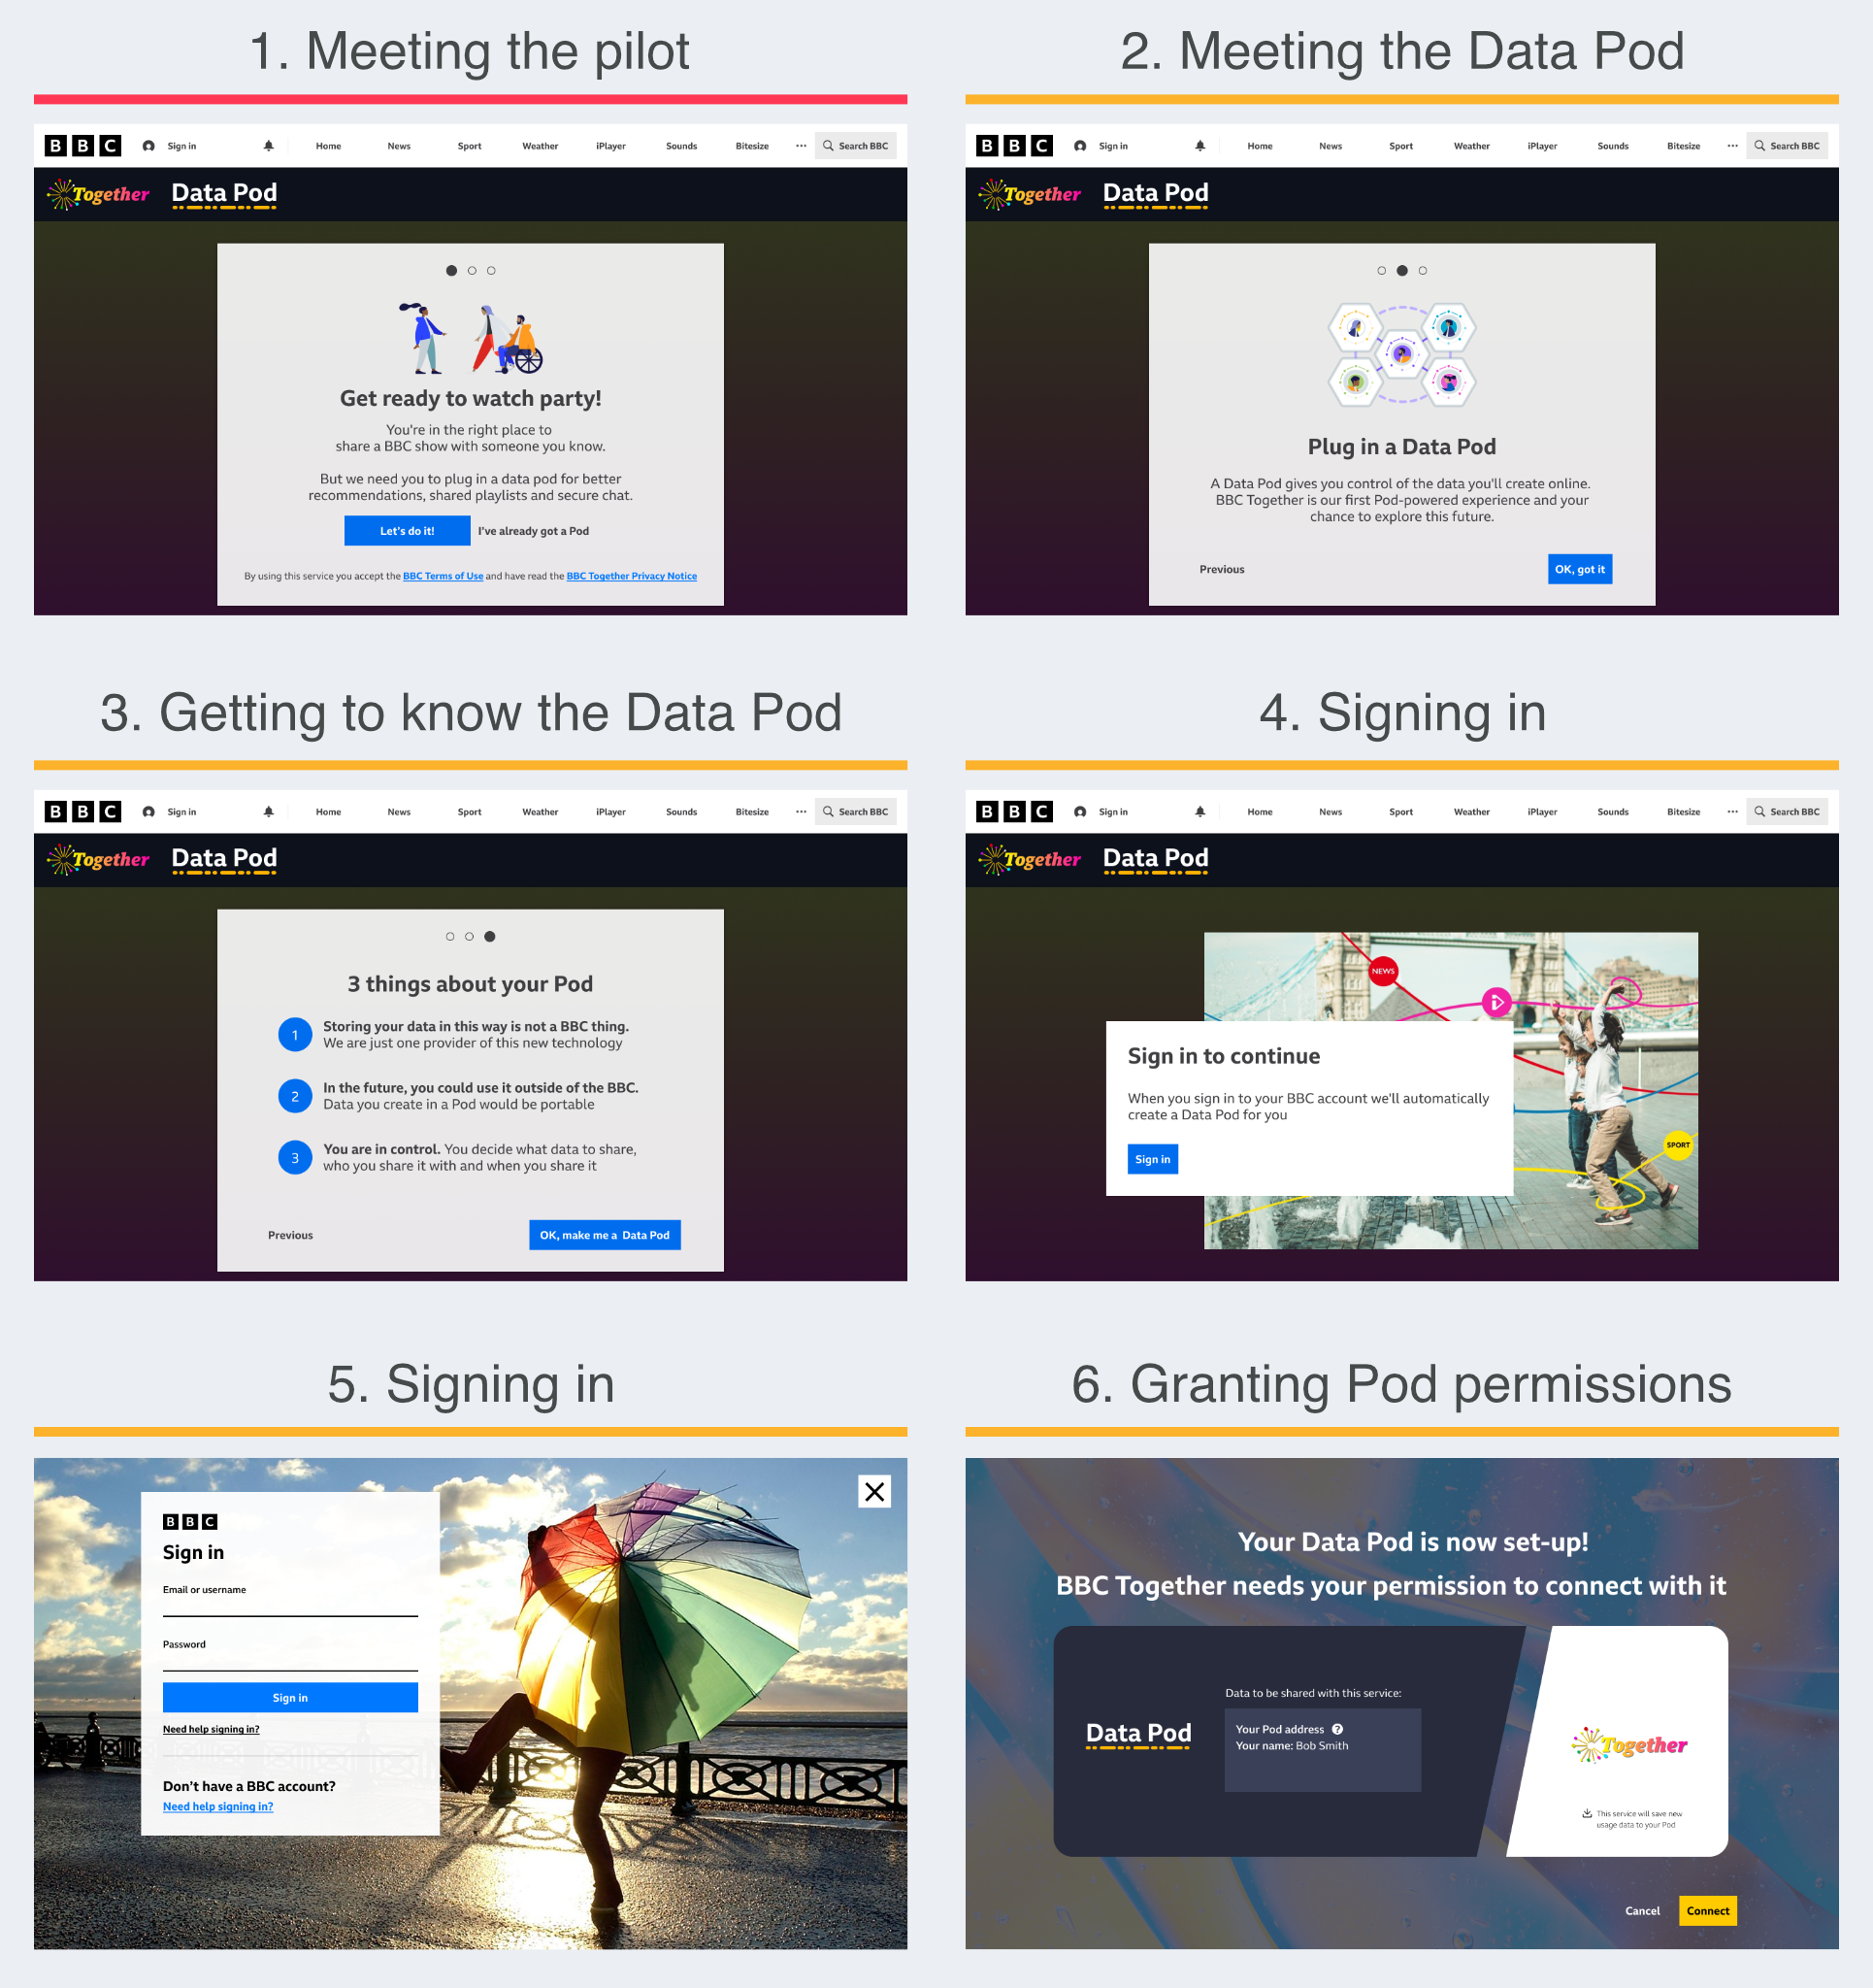 1. Meeting the pilot
BBC Sign in Home News Sport Weather iPlayer Sounds Bitesize ··· Search BBC
Together Data Pod
Get ready to watch party!
You're in the right place to
share a BBC show with someone you know.
But we need you to plug in a data pod for better
recommendations, shared playlists and secure chat.
Let's do it! I've already got a Pod
By using this service you accept the BBC Terms of Use and have read the BBC Together Privacy Notice
2. Meeting the Data Pod
BBC Sign in Home News Sport Weather iPlayer Sounds Bitesize ··· Search BBC
Together Data Pod
Plug in a Data Pod
A Data Pod gives you control of the data you'll create online.
BBC Together is our first Pod-powered experience and your
chance to explore this future.
Previous OK, got it
3. Getting to know the Data Pod
BBC Sign in Home News Sport Weather iPlayer Sounds Bitesize ··· Search BBC
Together Data Pod
3 things about your Pod
1 Storing your data in this way is not a BBC thing.
We are just one provider of this new technology
2 In the future, you could use it outside of the BBC.
Data you create in a Pod would be portable
3 You are in control. You decide what data to share,
who you share it with and when you share it
Previous OK, make me a Data Pod
4. Signing in
BBC Sign in Home News Sport Weather iPlayer Sounds Bitesize ··· Search BBC
Together Data Pod
NEWS
Sign in to continue
When you sign in to your BBC account we'll automatically
create a Data Pod for you
SPORT
Sign in
5. Signing in
BBC
Sign in
Email or username
Password
Sign in
Need help signing in?
Don't have a BBC account?
Need help signing in?
6. Granting Pod permissions
Your Data Pod is now set-up!
BBC Together needs your permission to connect with it
Data to be shared with this service:
Data Pod
Your Pod address ?
Your name: Bob Smith
Together
This service will save new
usage data to your Pod
Cancel Connect